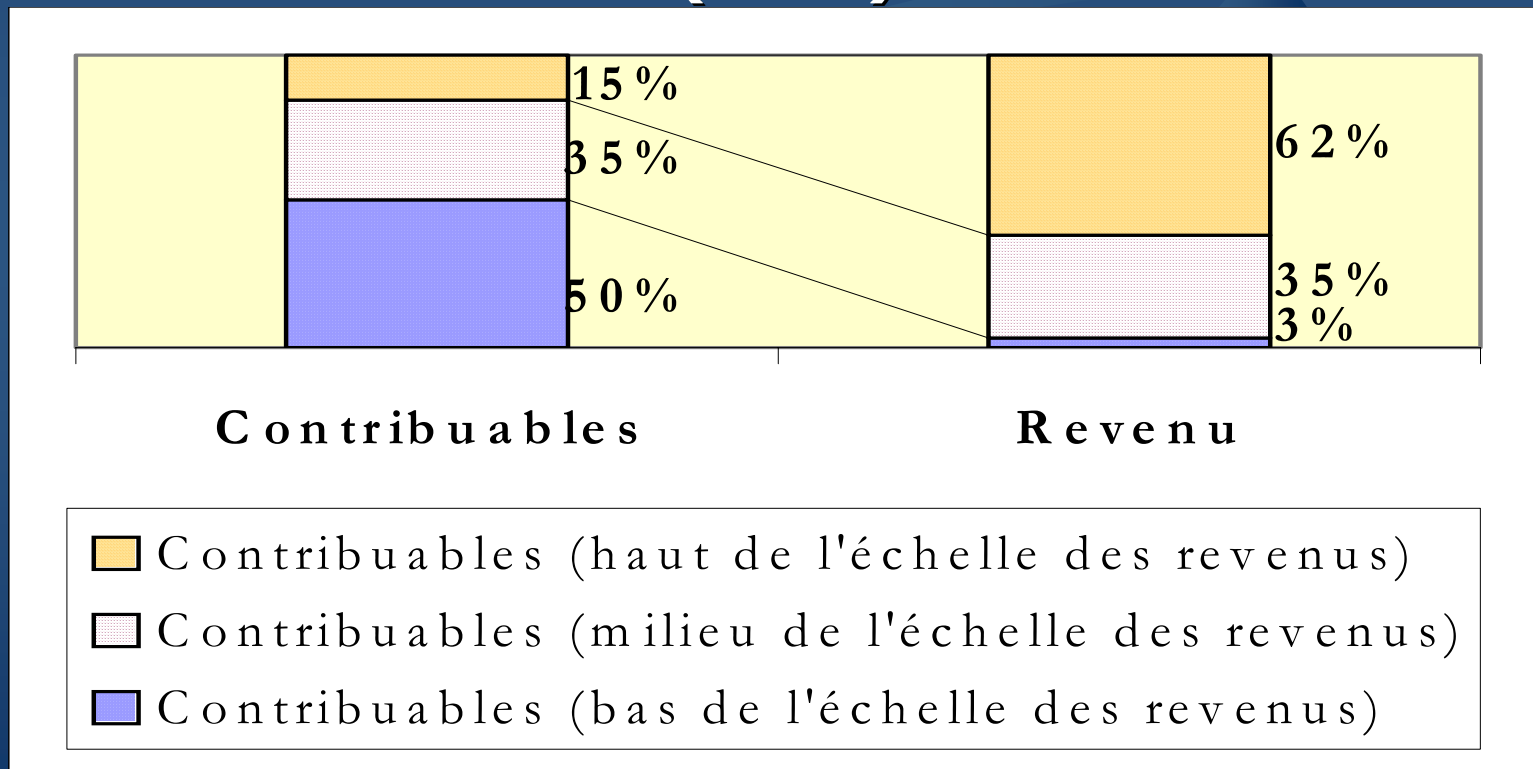 15%
35%
50%
62%
35%
3%
Contribuables
Revenu
Contribuables (haut de l'échelle des revenus)
Contribuables (milieu de l'échelle des revenus)
Contribuables (bas de l'échelle des revenus)